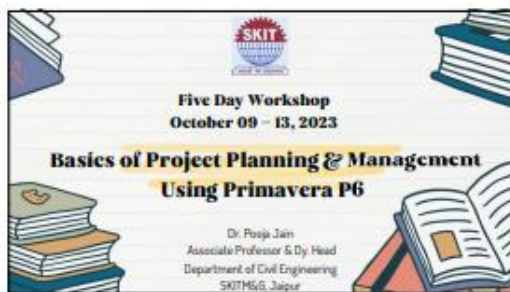 SKIT
Five Day Workshop
October 09 – 13, 2023
Basics of Project Planning & Management
Using Primavera P6
Dr. Pooja Jain
Associate Professor & Dy. Head
Department of Civil Engineering
SKITM&G, Jaipur